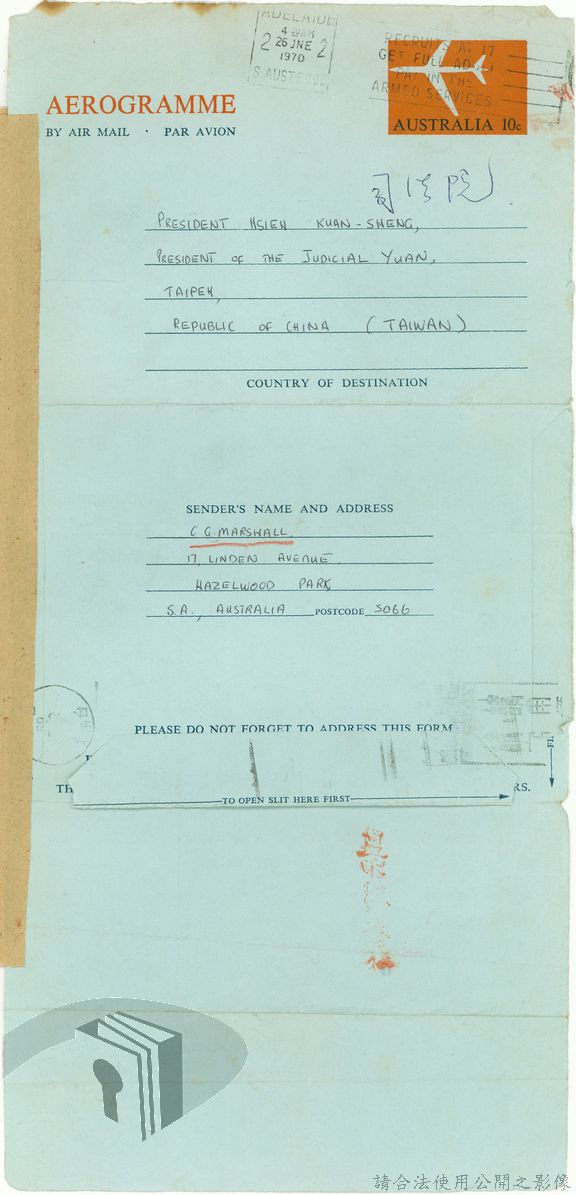 ADELAIDE
4 30AM
2 26 JNE 2
1970
S. AUST 5001
RECRUITS AT 17
GET FULL ADULT
PAY IN THE
ARMED SERVICES
AUSTRALIA 10c
AEROGRAMME
BY AIR MAIL · PAR AVION
司法院
PRESIDENT HSIEH KUAN-SHENG,
PRESIDENT OF THE JUDICIAL YUAN,
TAIPEH,
REPUBLIC OF CHINA (TAIWAN)
COUNTRY OF DESTINATION
SENDER'S NAME AND ADDRESS
C G MARSHALL,
17, LINDEN AVENUE,
HAZELWOOD PARK
S.A., AUSTRALIA POSTCODE 5066
PLEASE DO NOT FORGET TO ADDRESS THIS FORM
TH
RS.
TO OPEN SLIT HERE FIRST
請合法使用公開之影像